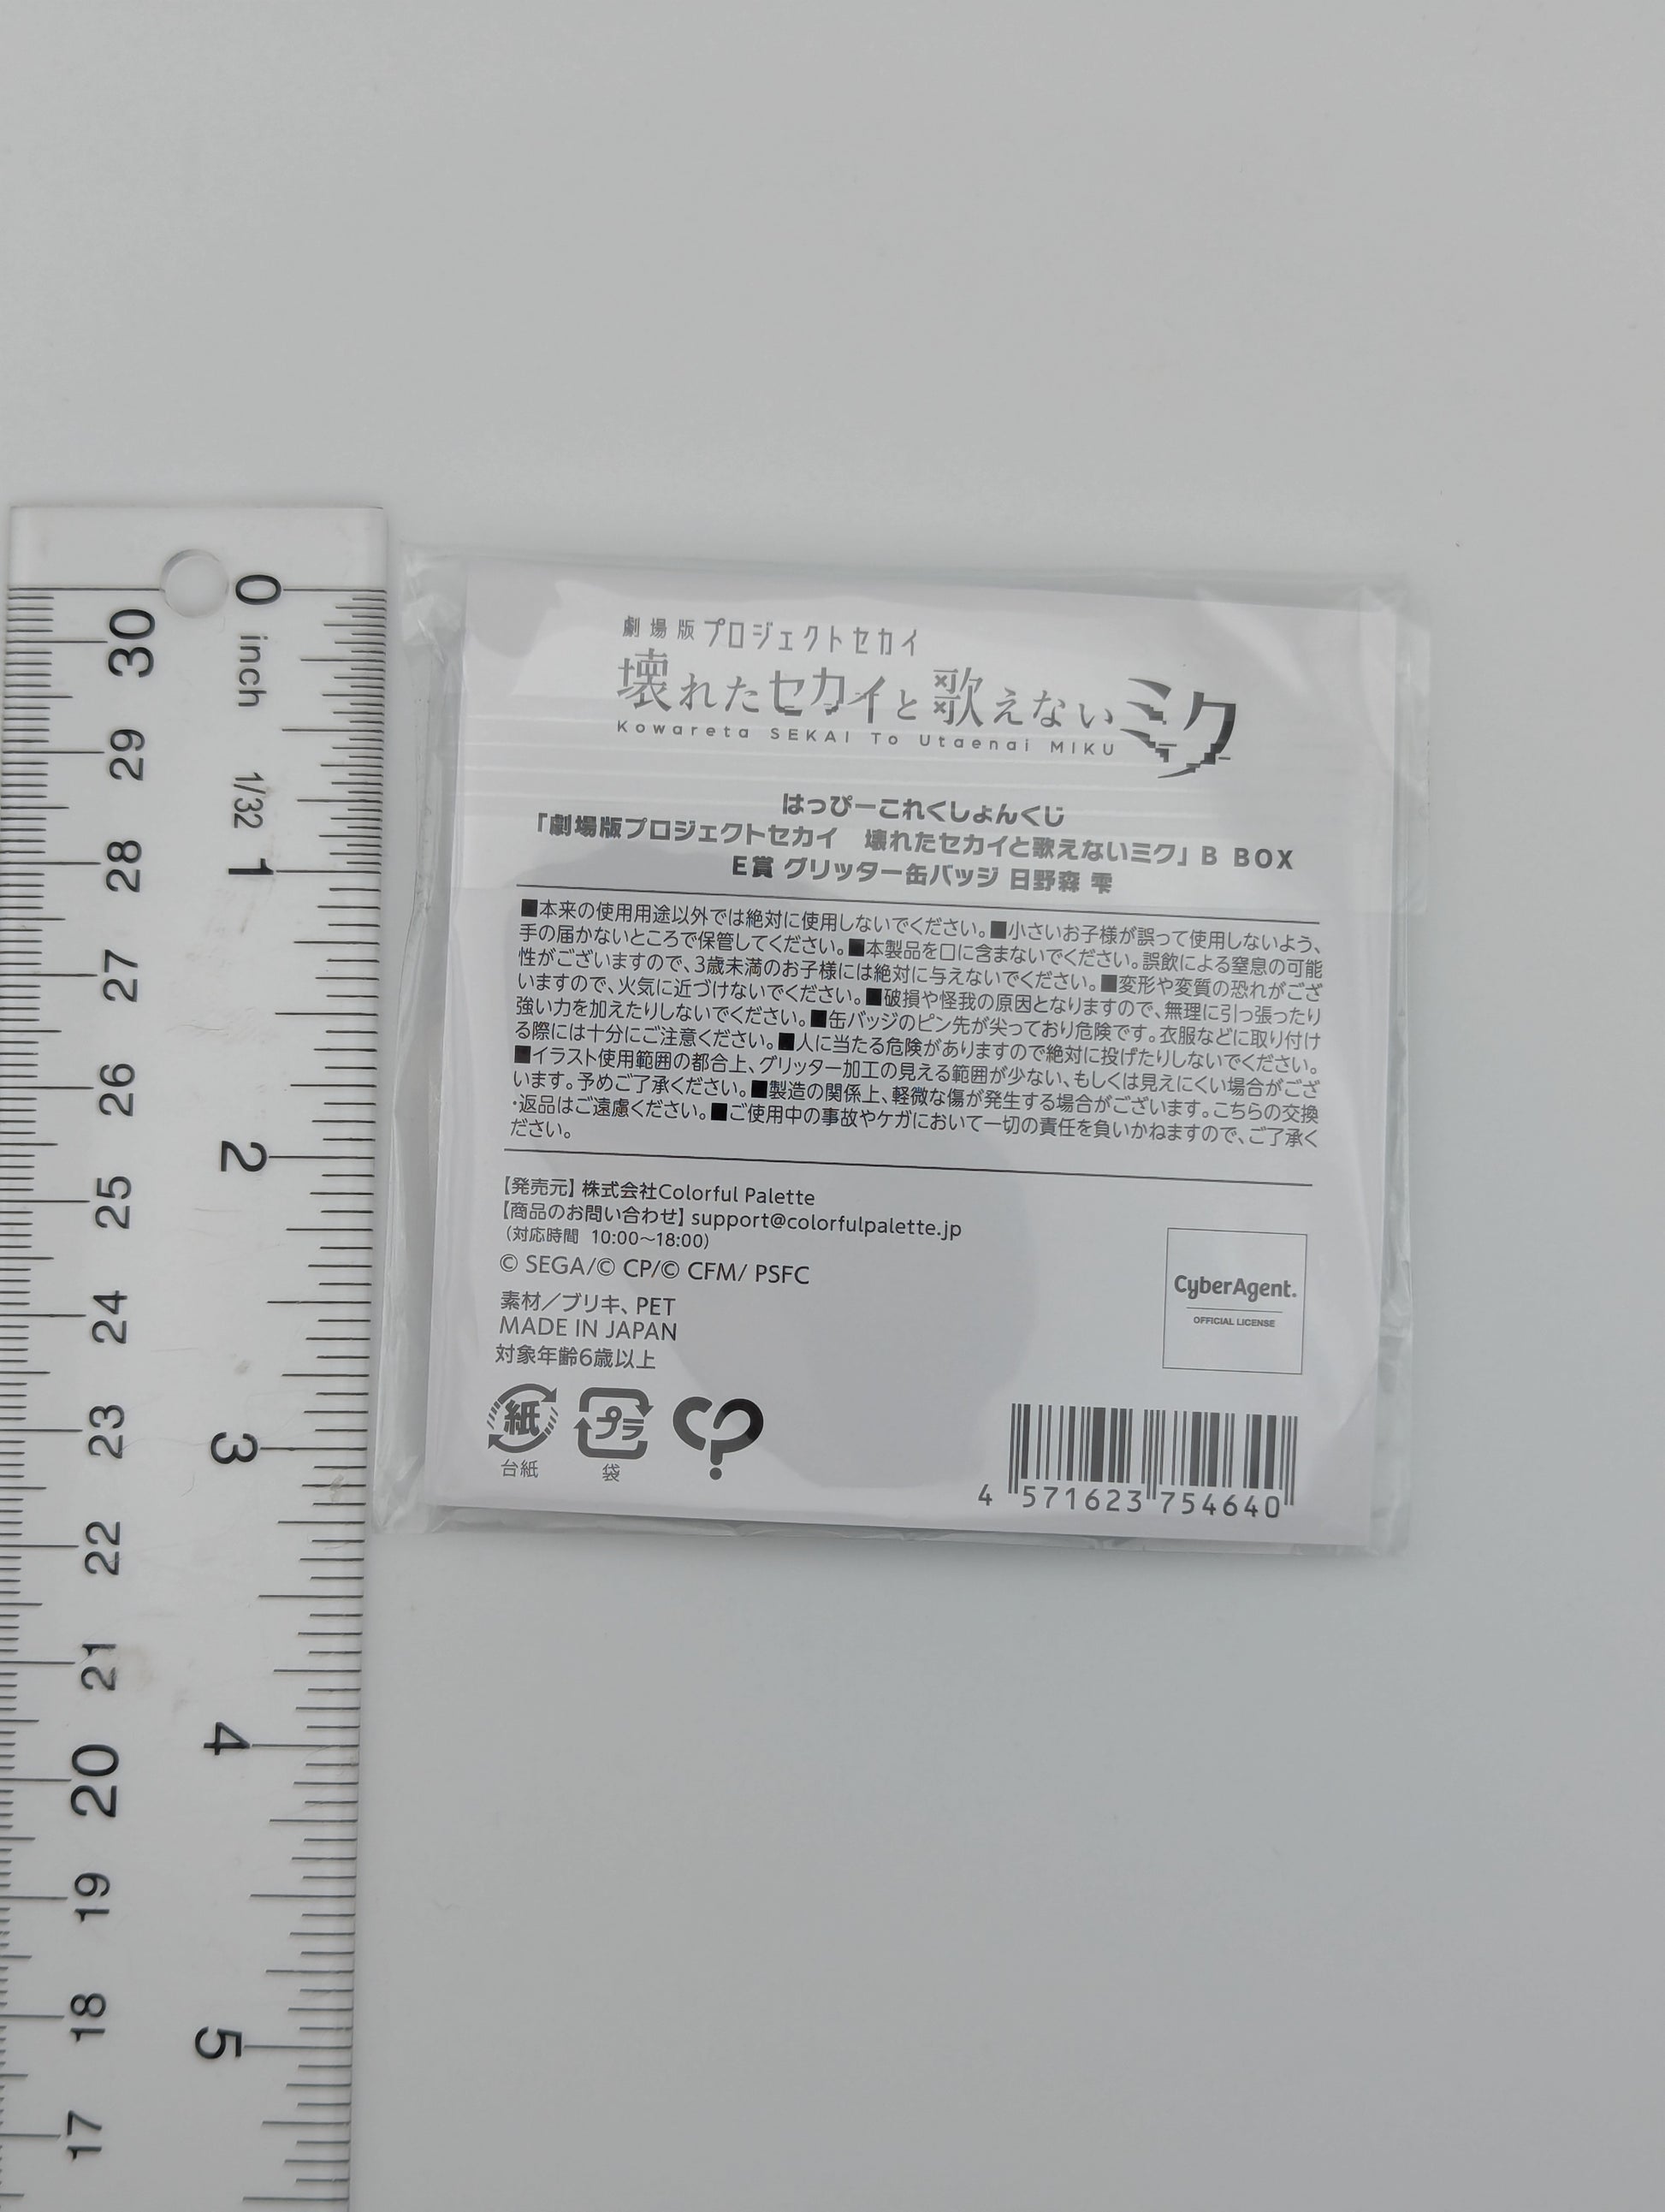 劇場版プロジェクトセカイ
壊れたセカイと歌えないミク
Kowareta SEKAI To Utaenai MIKU
はっぴーこれくしょんくじ
「劇場版プロジェクトセカイ　壊れたセカイと歌えないミク」B BOX
E賞 グリッター缶バッジ 日野森 雫
■本来の使用用途以外では絶対に使用しないでください。■小さいお子様が誤って使用しないよう、
手の届かないところで保管してください。■本製品を口に含まないでください。誤飲による窒息の可能
性がございますので、3歳未満のお子様には絶対に与えないでください。■変形や変質の恐れがござ
いますので、火気に近づけないでください。■破損や怪我の原因となりますので、無理に引っ張ったり
強い力を加えたりしないでください。■缶バッジのピン先が尖っており危険です。衣服などに取り付け
る際には十分にご注意ください。■人に当たる危険がありますので絶対に投げたりしないでください。
■イラスト使用範囲の都合上、グリッター加工の見える範囲が少ない、もしくは見えにくい場合がござ
います。予めご了承ください。■製造の関係上、軽微な傷が発生する場合がございます。こちらの交換
・返品はご遠慮ください。■ご使用中の事故やケガにおいて一切の責任を負いかねますので、ご了承く
ださい。
【発売元】株式会社Colorful Palette
【商品のお問い合わせ】support@colorfulpalette.jp
（対応時間 10:00〜18:00）
© SEGA/© CP/© CFM/ PSFC
素材／ブリキ、PET
MADE IN JAPAN
対象年齢6歳以上
紙
台紙
プラ
袋
CyberAgent.
OFFICIAL LICENSE
4 571623 754640
0 inch 1/32 1
2
3
4
5
30
29
28
27
26
25
24
23
22
21
20
19
18
17